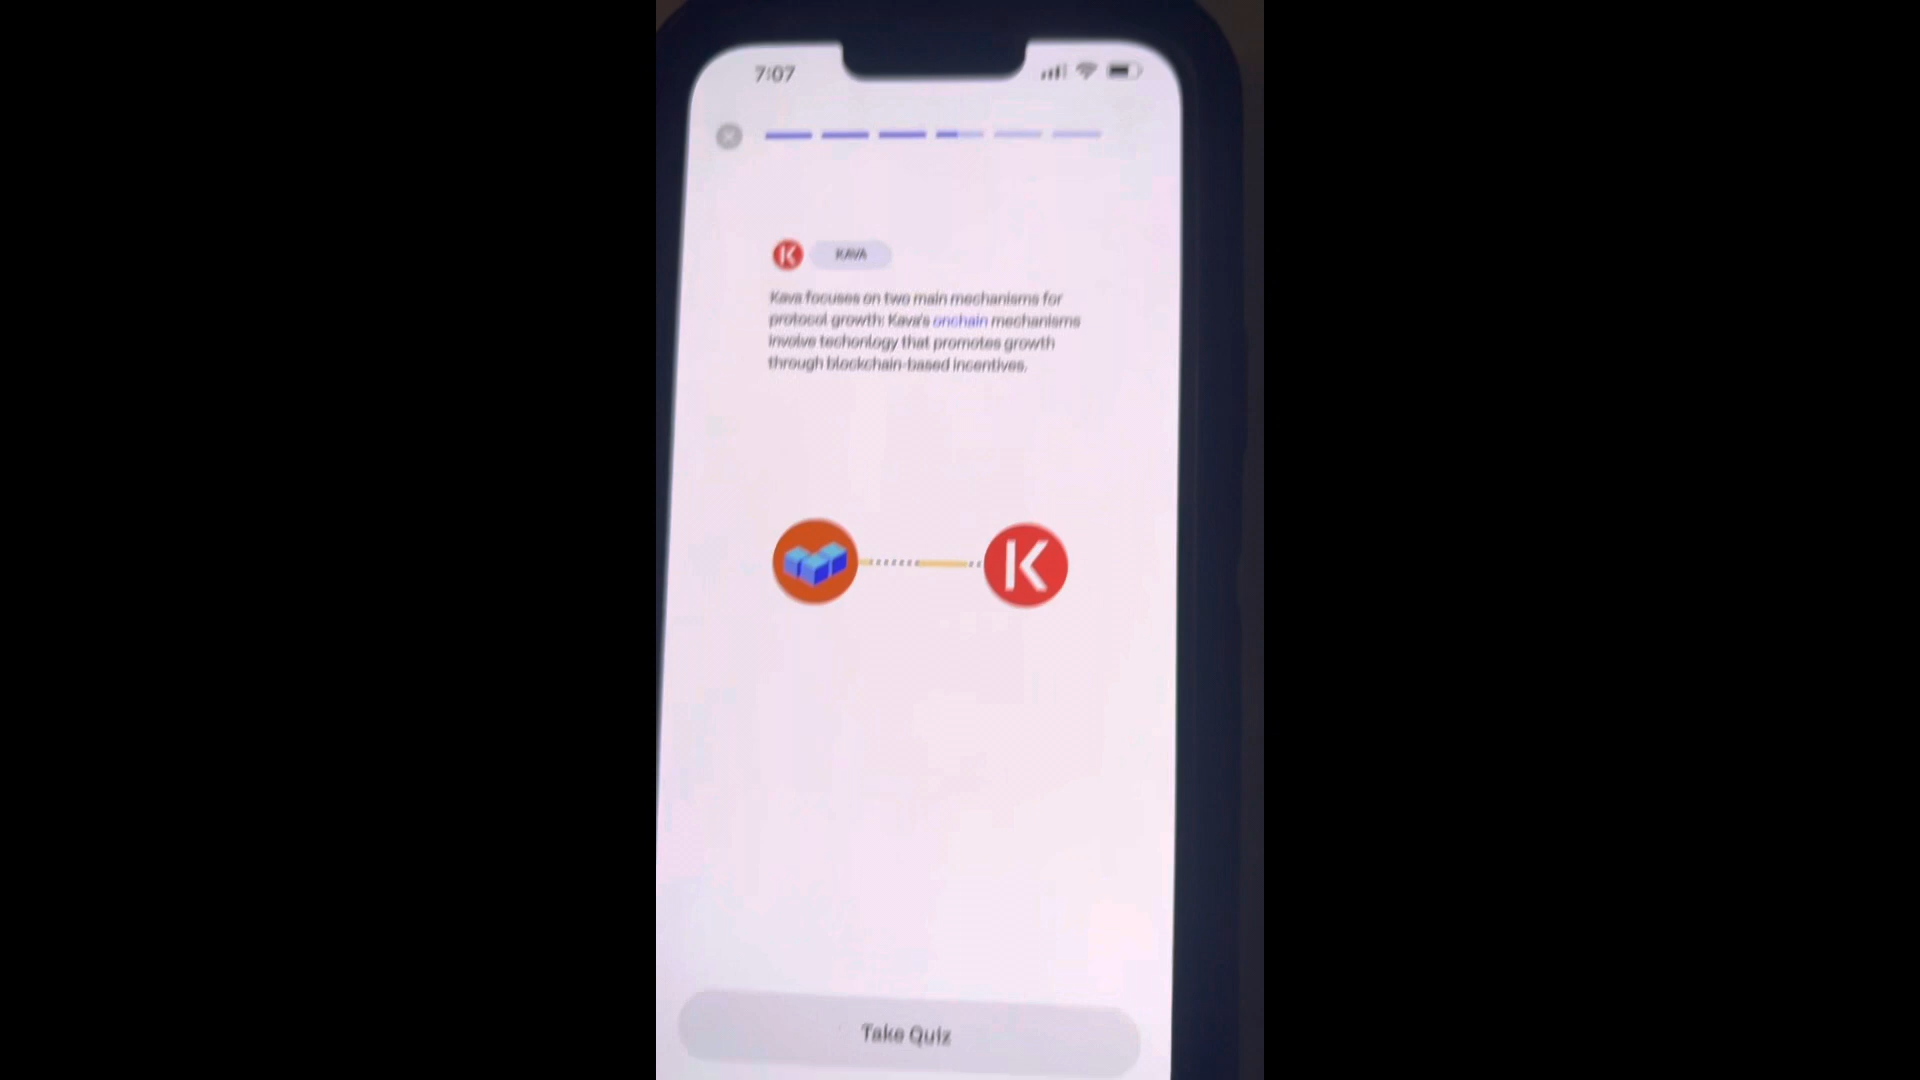 7:07
KAVA
Kava focuses on two main mechanisms for
protocol growth: Kava's onchain mechanisms
involve techonlogy that promotes growth
through blockchain-based incentives.
K
Take Quiz